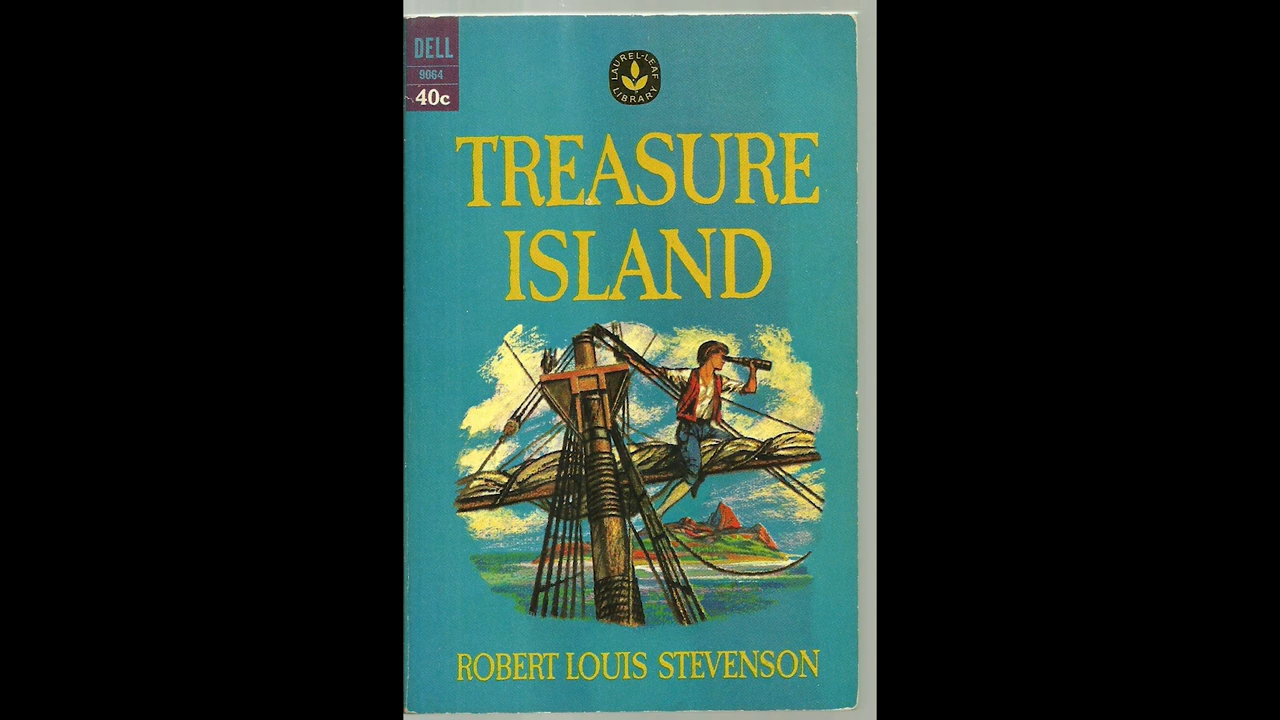 DELL
9064
40c
LAUREL-LEAF
LIBRARY
TREASURE
ISLAND
ROBERT LOUIS STEVENSON